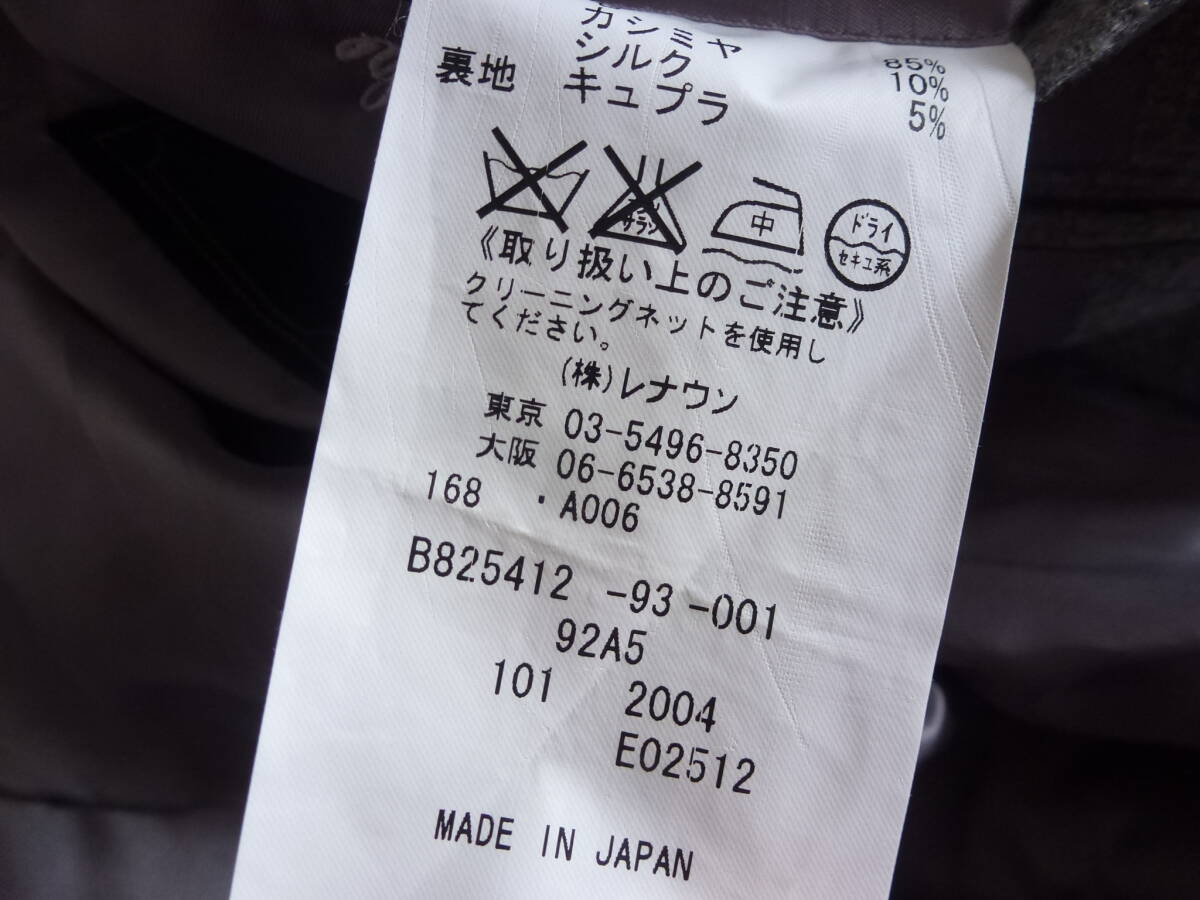 カシミヤ 85%
シルク 10%
裏地 キュプラ 5%
サラシ
中
ドライ
セキユ系
《取り扱い上のご注意》
クリーニングネットを使用し
てください。
(株)レナウン
東京 03-5496-8350
大阪 06-6538-8591
168 ・A006
B825412 -93 -001
92A5
101 2004
E02512
MADE IN JAPAN